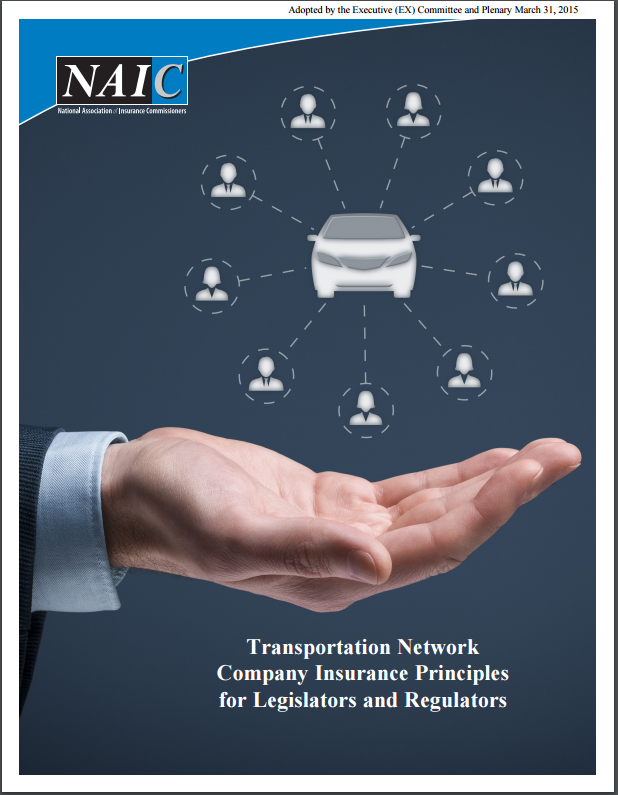 Adopted by the Executive (EX) Committee and Plenary March 31, 2015
NAIC
National Association of Insurance Commissioners
Transportation Network
Company Insurance Principles
for Legislators and Regulators